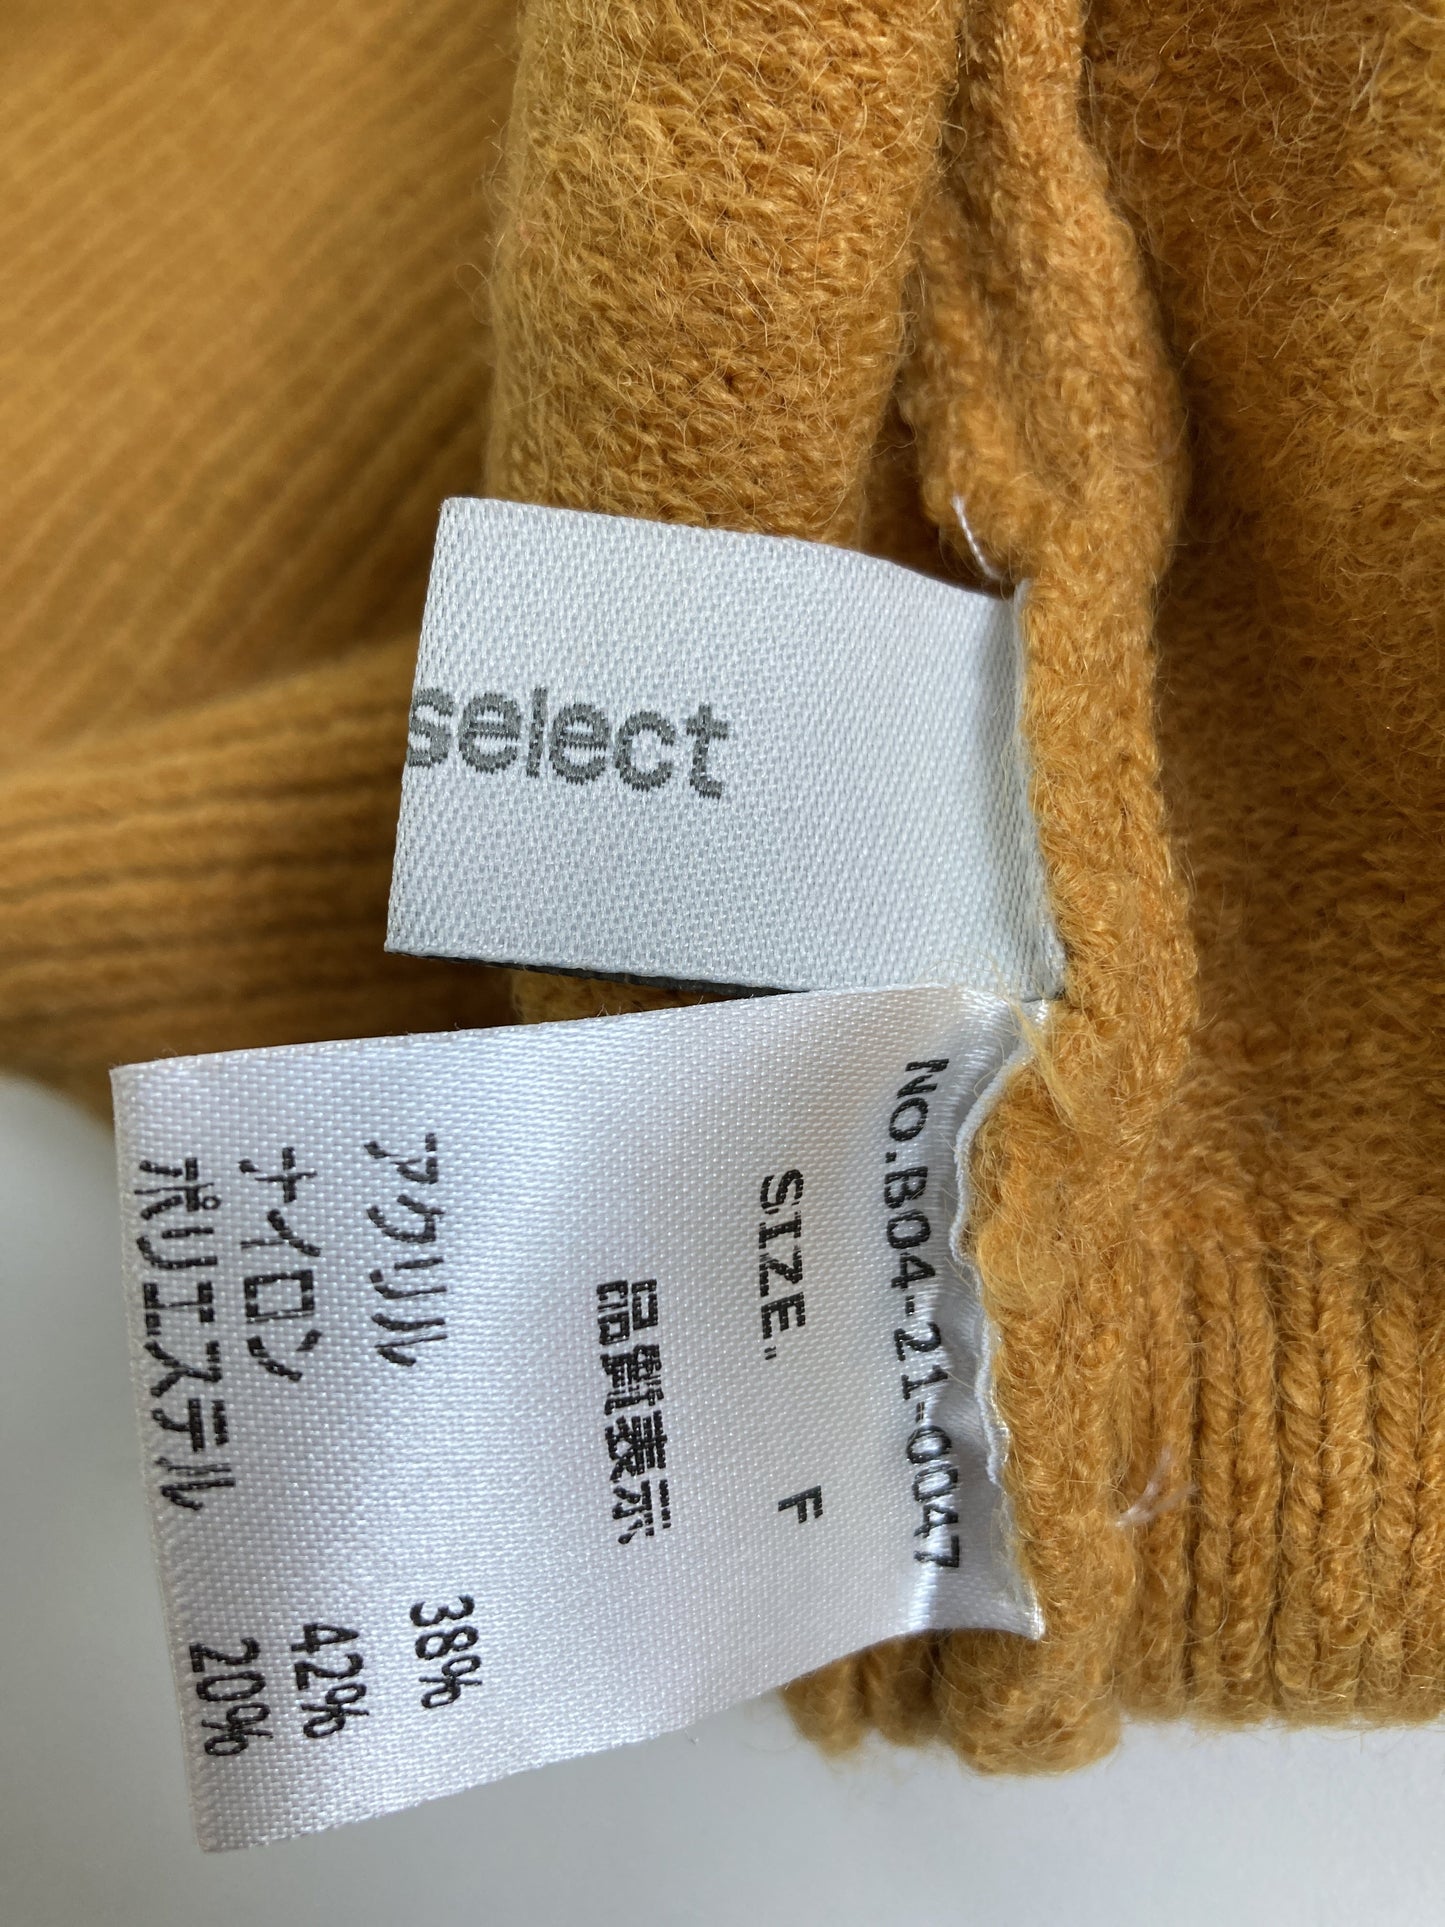 select
No.B04-21-0047
SIZE. F
品質表示
アクリル 38%
ナイロン 42%
ポリエステル 20%